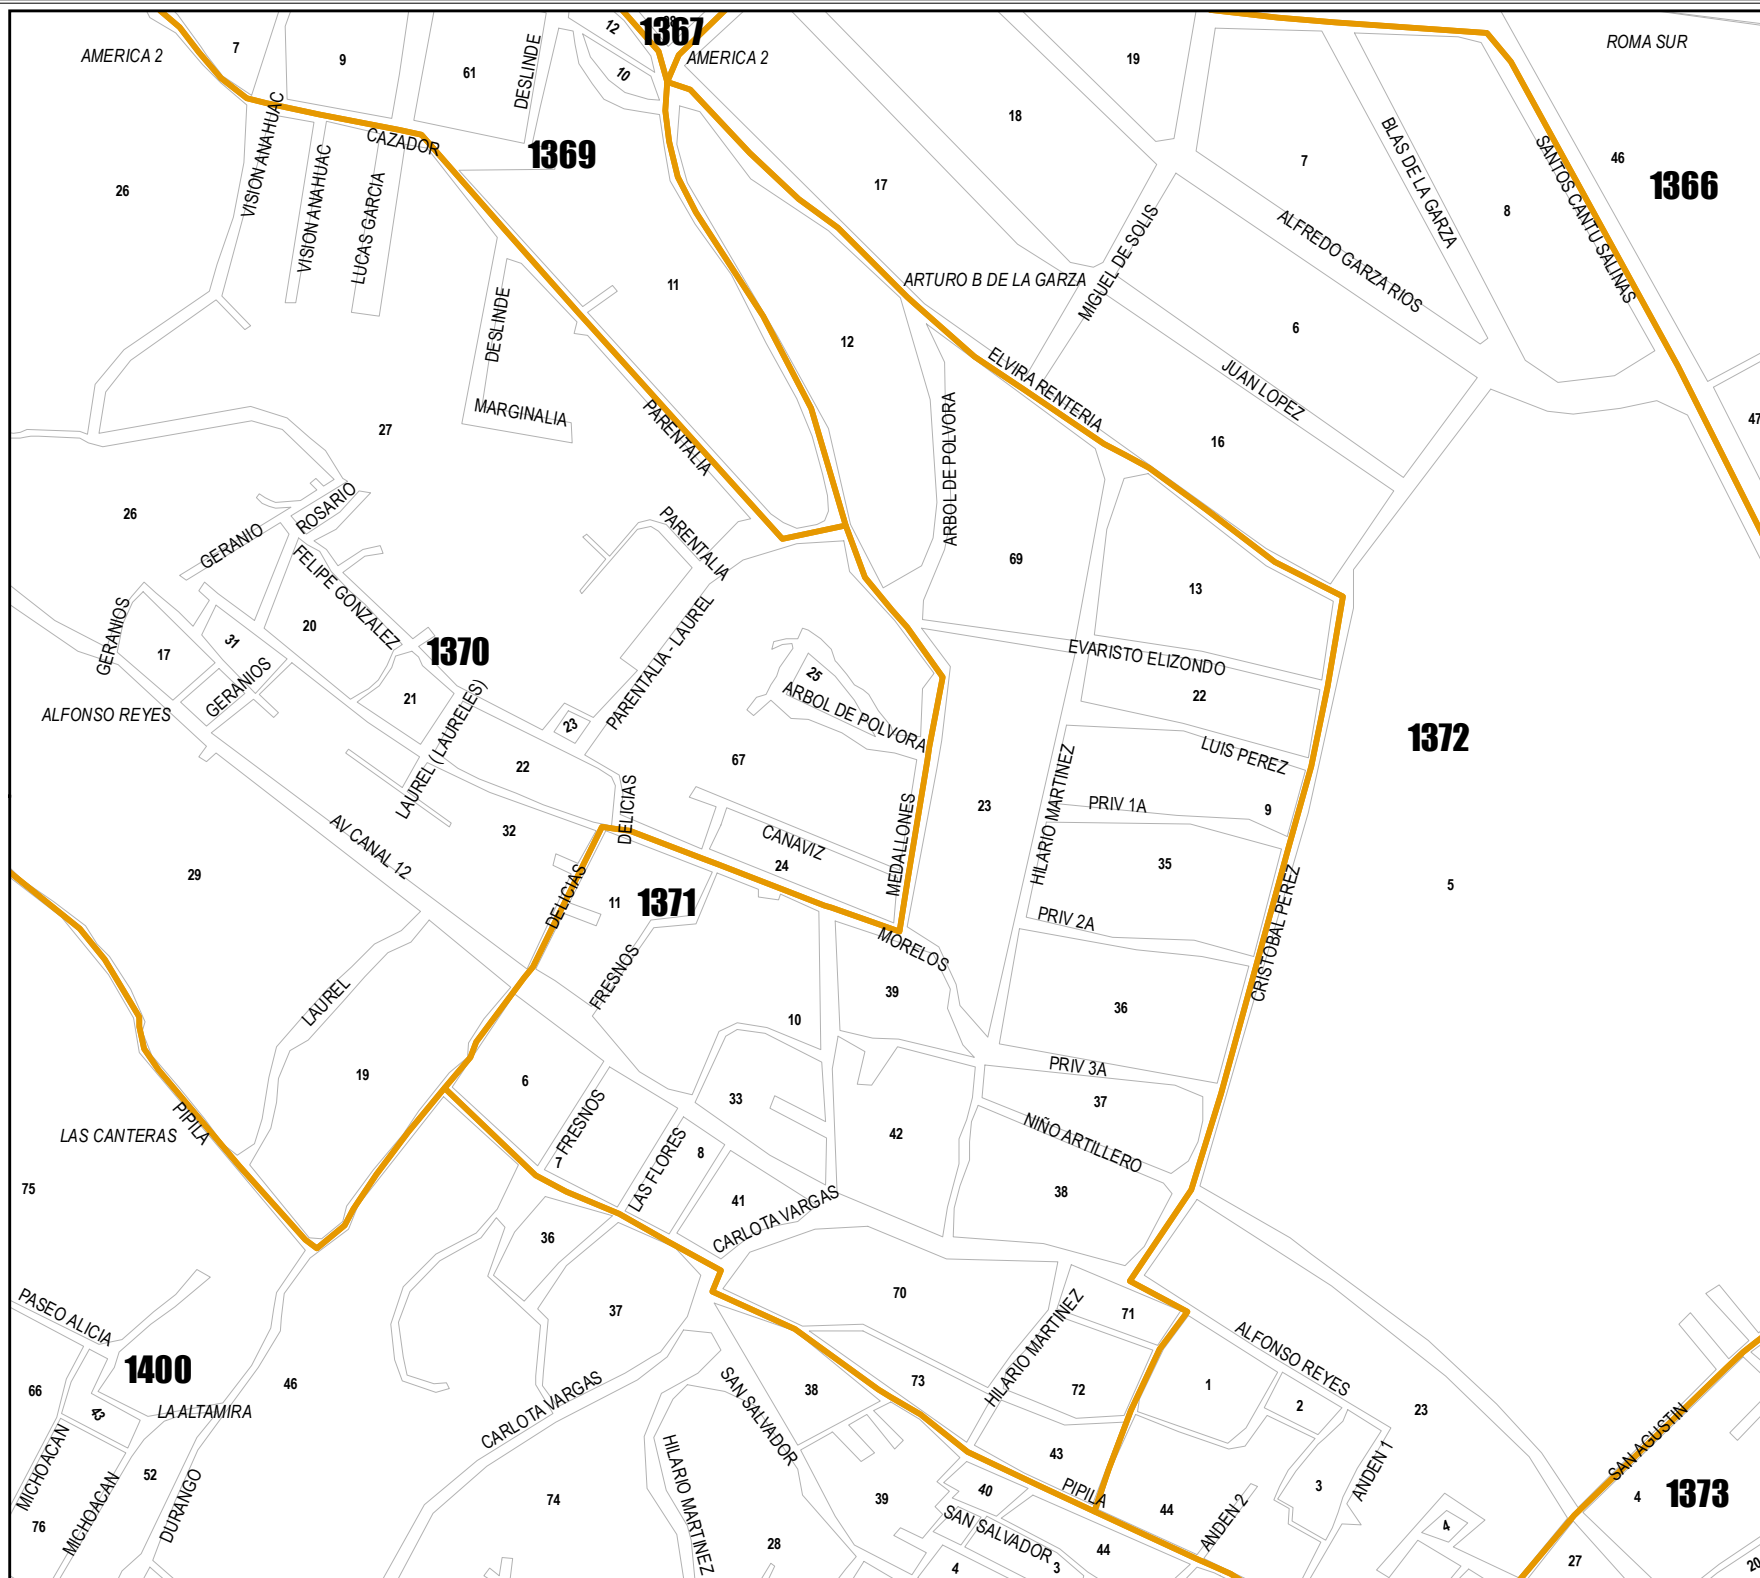 12
1367
AMERICA 2
AMERICA 2
ROMA SUR
7
9
61
DESLINDE
10
19
18
CAZADOR
1369
VISION ANAHUAC
VISION ANAHUAC
LUCAS GARCIA
26
17
7
BLAS DE LA GARZA
8
SANTOS CANTU SALINAS
46
1366
ALFREDO GARZA RIOS
MIGUEL DE SOLIS
ARTURO B DE LA GARZA
11
DESLINDE
12
6
ELVIRA RENTERIA
JUAN LOPEZ
MARGINALIA
27
PARENTALIA
ARBOL DE POLVORA
16
47
26
ROSARIO
GERANIO
PARENTALIA
FELIPE GONZALEZ
69
13
GERANIOS
20
31
17
1370
PARENTALIA - LAUREL
EVARISTO ELIZONDO
GERANIOS
25
ARBOL DE POLVORA
22
21
ALFONSO REYES
LAUREL (LAURELES)
23
1372
LUIS PEREZ
22
67
HILARIO MARTINEZ
DELICIAS
MEDALLONES
23
PRIV 1A
9
AV CANAL 12
32
CANAVIZ
24
35
29
DELICIAS
11
1371
5
PRIV 2A
CRISTOBAL PEREZ
MORELOS
FRESNOS
LAUREL
39
10
36
19
6
PRIV 3A
33
37
PIPILA
LAS CANTERAS
FRESNOS
7
LAS FLORES
8
42
NIÑO ARTILLERO
75
41
38
CARLOTA VARGAS
36
70
37
71
PASEO ALICIA
HILARIO MARTINEZ
ALFONSO REYES
1400
66
46
43
LA ALTAMIRA
CARLOTA VARGAS
SAN SALVADOR
38
73
72
1
2
23
MICHOACAN
MICHOACAN
52
DURANGO
HILARIO MARTINEZ
43
SAN AGUSTIN
74
39
40
PIPILA
44
3
ANDEN 1
4
1373
76
ANDEN 2
4
SAN SALVADOR
28
44
4
3
27
20